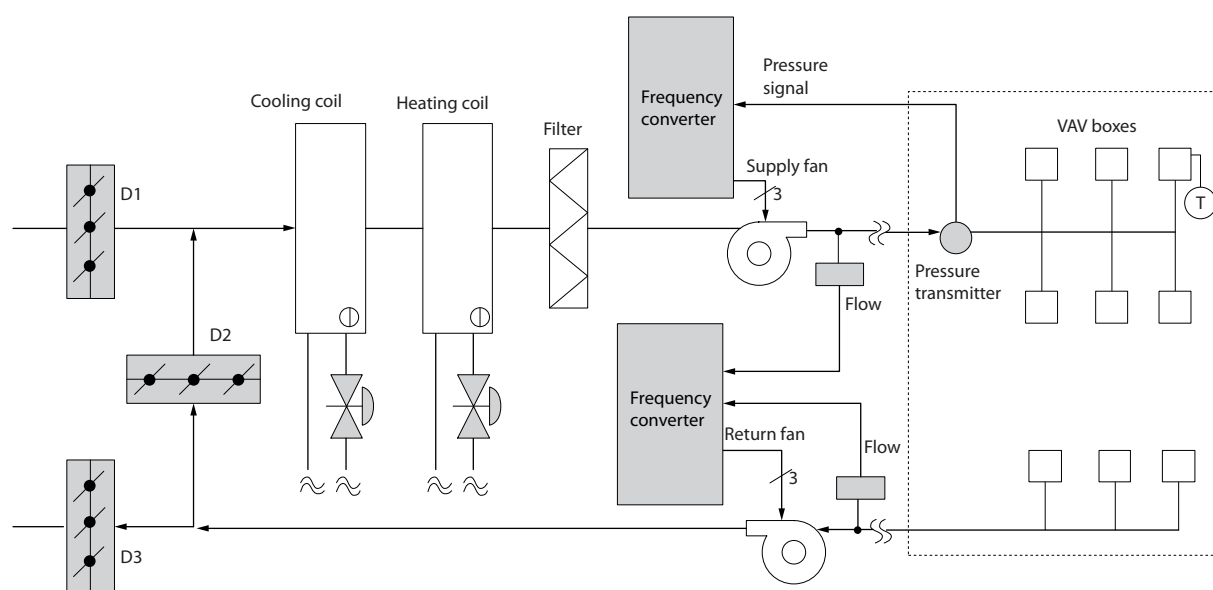 Cooling coil
Heating coil
Filter
Frequency
converter
Pressure
signal
VAV boxes
Supply fan
3
D1
T
Pressure
transmitter
Flow
D2
Frequency
converter
Return fan
Flow
3
D3